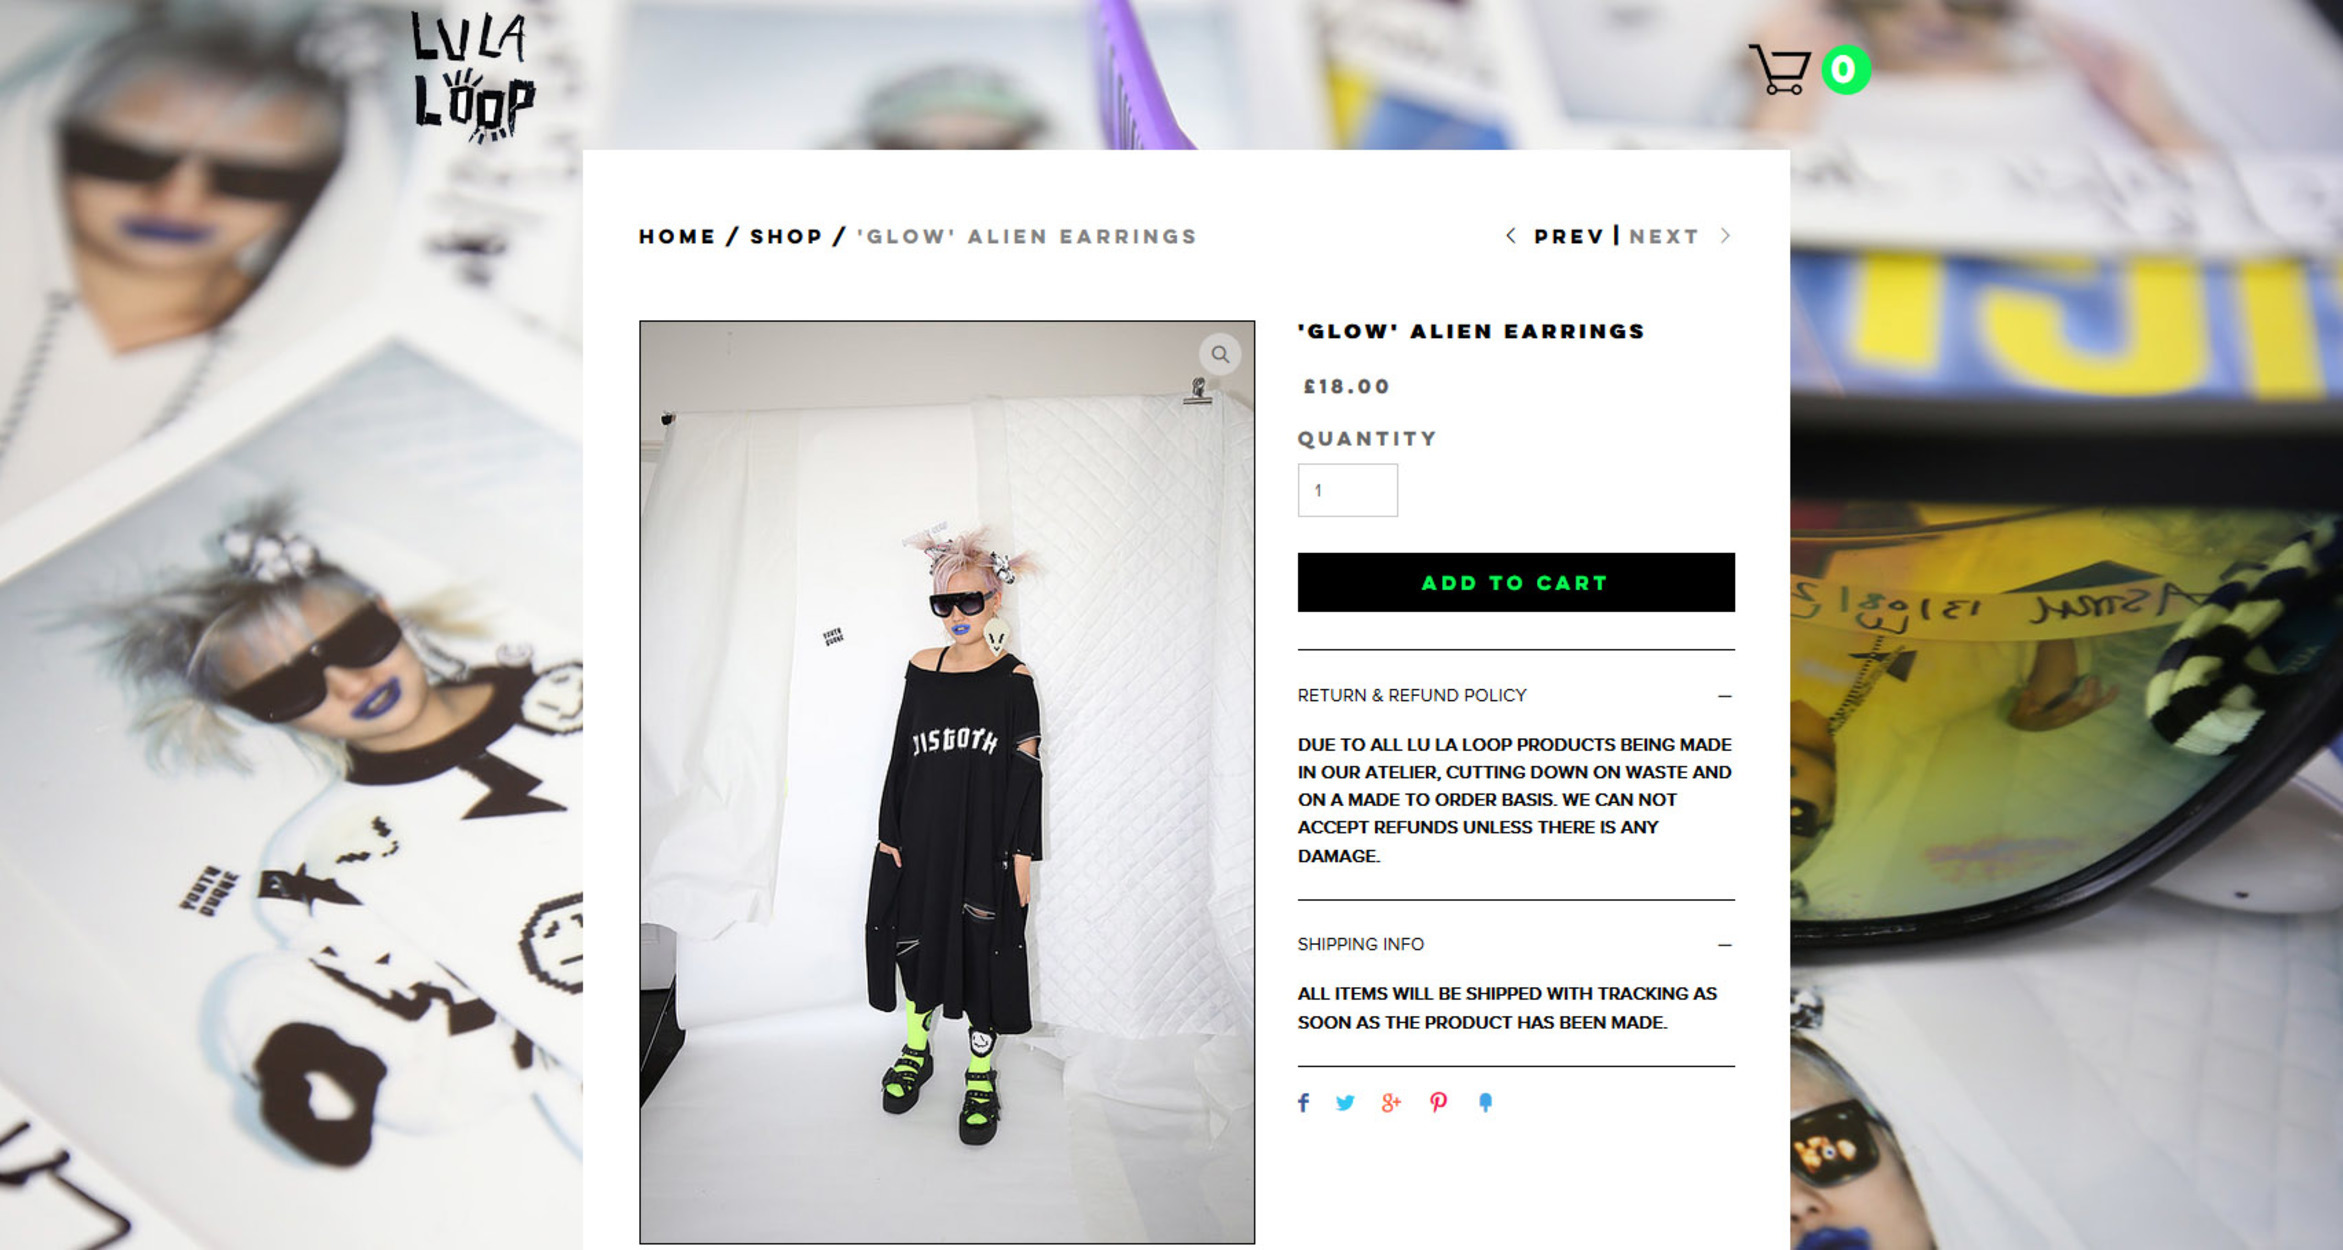 LU LA
LOOP
0
HOME / SHOP / 'GLOW' ALIEN EARRINGS
< PREV | NEXT >
'GLOW' ALIEN EARRINGS
£18.00
QUANTITY
1
ADD TO CART
RETURN & REFUND POLICY
DUE TO ALL LU LA LOOP PRODUCTS BEING MADE
IN OUR ATELIER, CUTTING DOWN ON WASTE AND
ON A MADE TO ORDER BASIS. WE CAN NOT
ACCEPT REFUNDS UNLESS THERE IS ANY
DAMAGE.
SHIPPING INFO
ALL ITEMS WILL BE SHIPPED WITH TRACKING AS
SOON AS THE PRODUCT HAS BEEN MADE.
YOUTH
JISGOTH
YOUTH